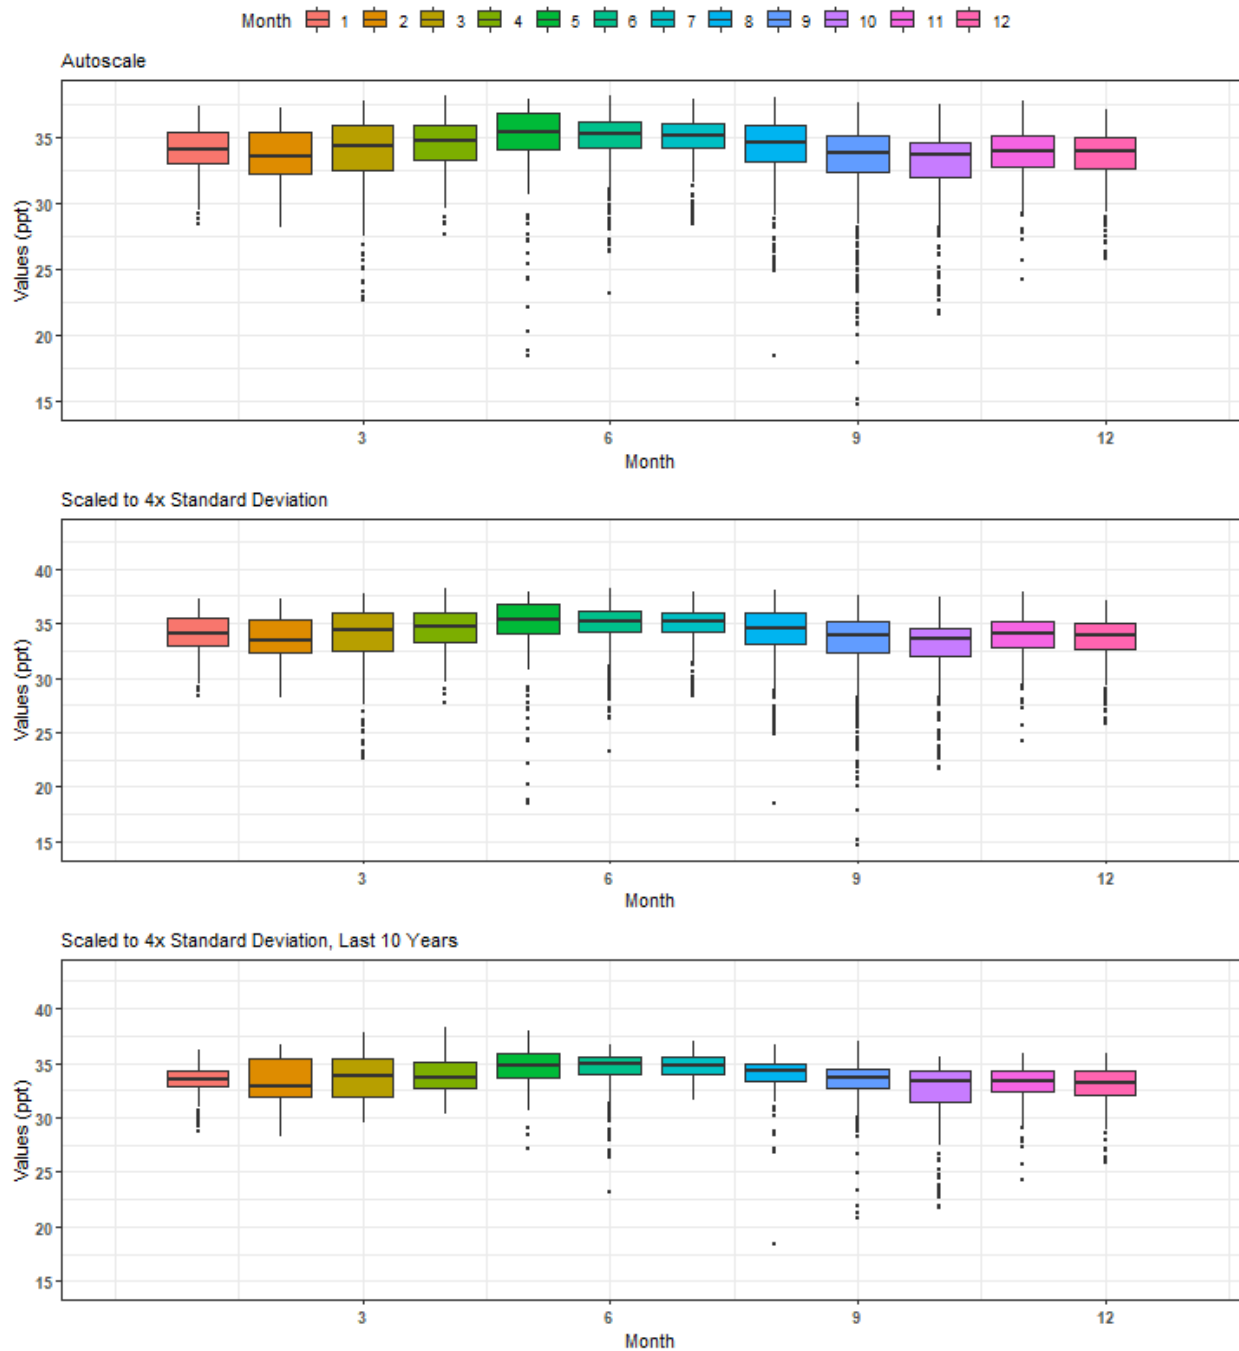 Month 1 2 3 4 5 6 7 8 9 10 11 12
Autoscale
Values (ppt)
35
30
25
20
15
3 6 9 12
Month
Scaled to 4x Standard Deviation
Values (ppt)
40
35
30
25
20
15
3 6 9 12
Month
Scaled to 4x Standard Deviation, Last 10 Years
Values (ppt)
40
35
30
25
20
15
3 6 9 12
Month